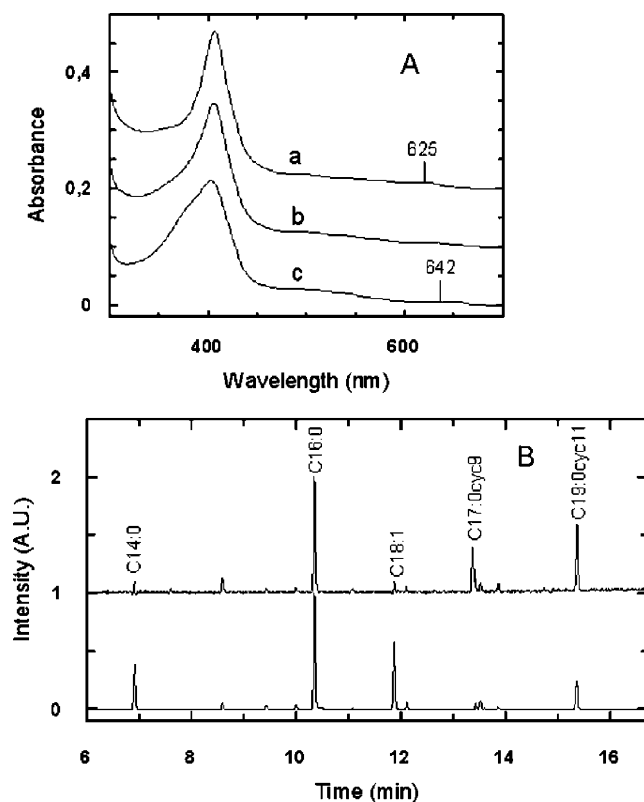 A
0,4
a
625
0,2
b
c
642
0
400
600
Absorbance
Wavelength (nm)
B
C14:0
C16:0
C18:1
C17:0cyc9
C19:0cyc11
2
1
0
6
8
10
12
14
16
Intensity (A.U.)
Time (min)